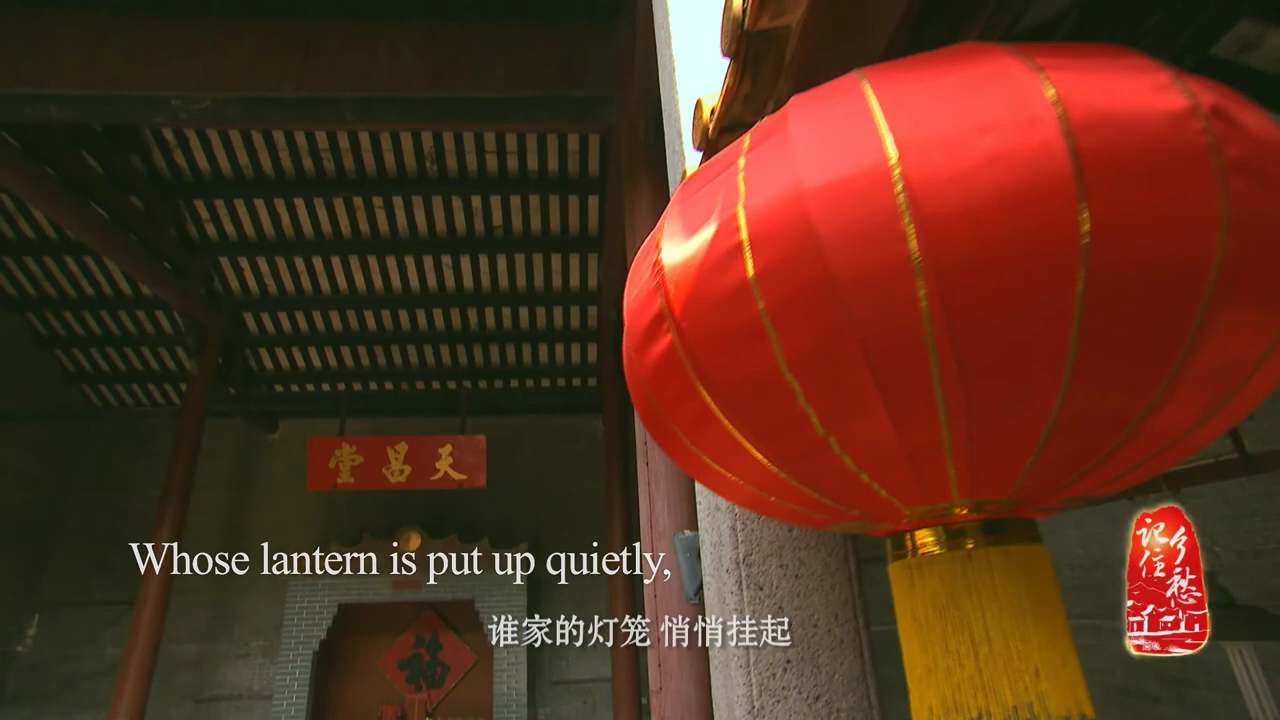 天昌堂
Whose lantern is put up quietly,
谁家的灯笼 悄悄挂起
福
记住
乡愁